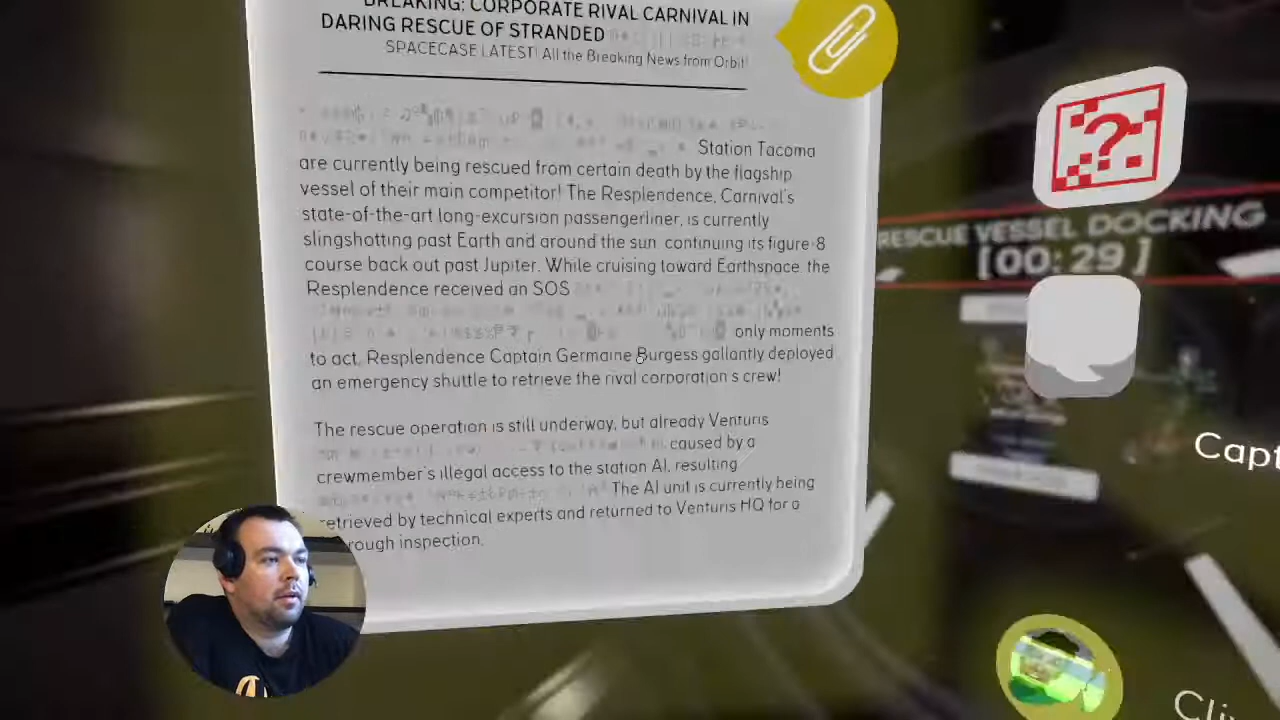 BREAKING: CORPORATE RIVAL CARNIVAL IN
DARING RESCUE OF STRANDED
SPACECASE LATEST! All the Breaking News from Orbit!
Station Tacoma
are currently being rescued from certain death by the flagship
vessel of their main competitor! The Resplendence, Carnival's
state-of-the-art long-excursion passengerliner, is currently
slingshotting past Earth and around the sun, continuing its figure-8
course back out past Jupiter. While cruising toward Earthspace, the
Resplendence received an SOS
only moments
to act, Resplendence Captain Germaine Burgess gallantly deployed
an emergency shuttle to retrieve the rival corporation's crew!
The rescue operation is still underway, but already Venturis
caused by a
crewmember's illegal access to the station AI, resulting
The AI unit is currently being
retrieved by technical experts and returned to Venturis HQ for a
rough inspection.
?
RESCUE VESSEL DOCKING
[00:29]
Capt
Cli